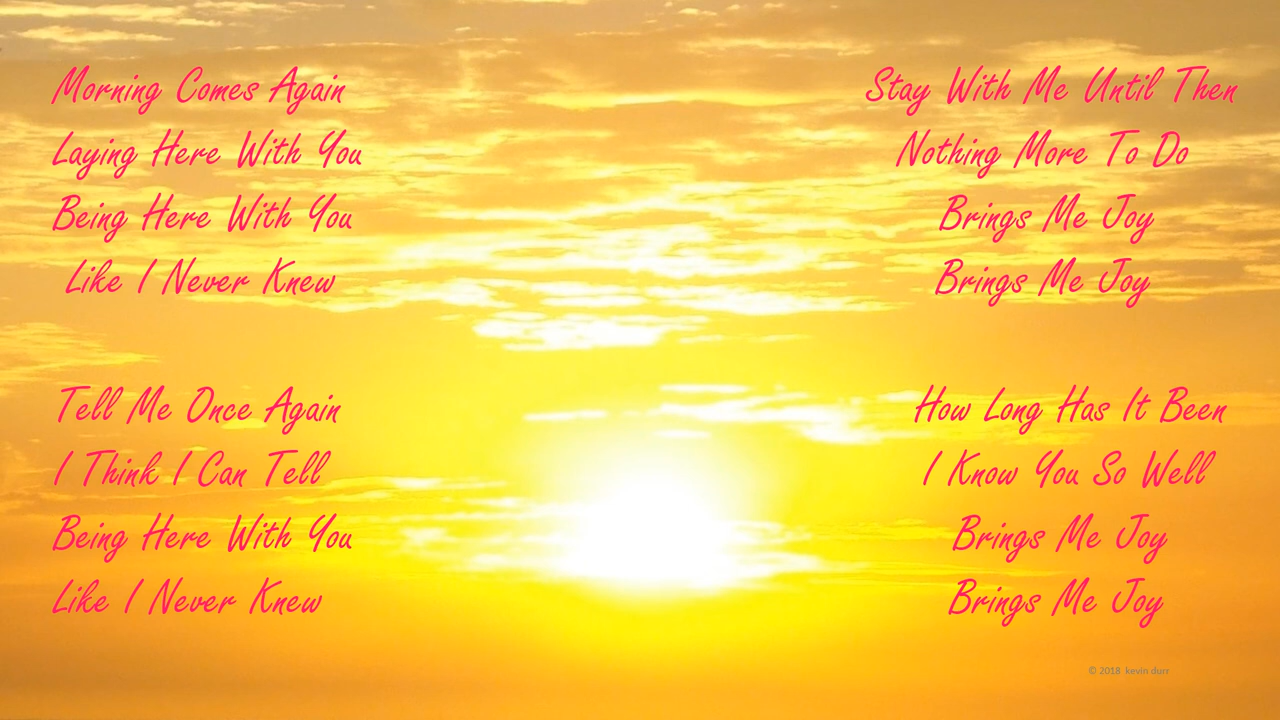 Morning Comes Again
Laying Here With You
Being Here With You
Like I Never Knew
Tell Me Once Again
I Think I Can Tell
Being Here With You
Like I Never Knew
Stay With Me Until Then
Nothing More To Do
Brings Me Joy
Brings Me Joy
How Long Has It Been
I Know You So Well
Brings Me Joy
Brings Me Joy
© 2018 kevin durr